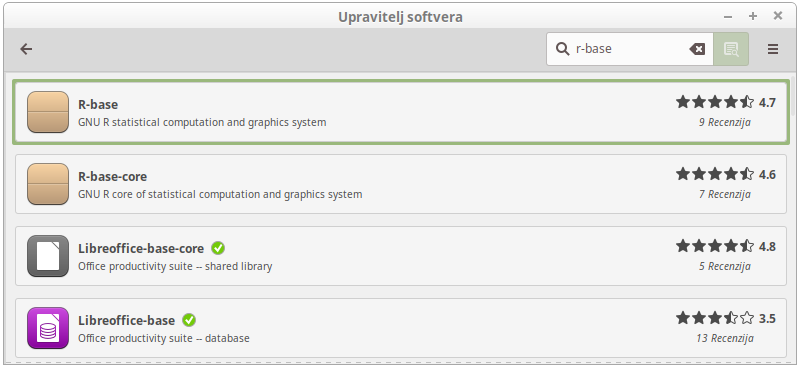 Upravitelj softvera
r-base
R-base
GNU R statistical computation and graphics system
4.7
9 Recenzija
R-base-core
GNU R core of statistical computation and graphics system
4.6
7 Recenzija
Libreoffice-base-core
Office productivity suite -- shared library
4.8
5 Recenzija
Libreoffice-base
Office productivity suite -- database
3.5
13 Recenzija